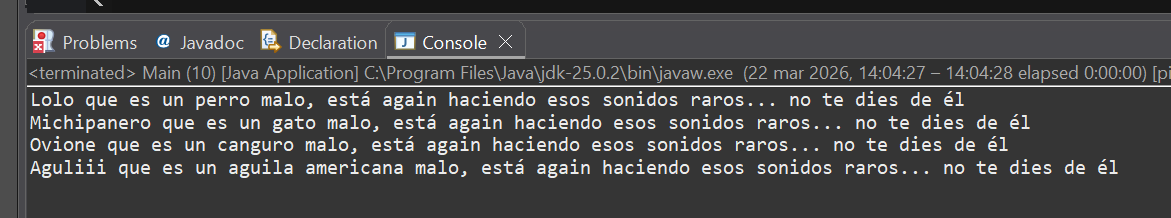 Problems Javadoc Declaration Console
<terminated> Main (10) [Java Application] C:\Program Files\Java\jdk-25.0.2\bin\javaw.exe (22 mar 2026, 14:04:27 – 14:04:28 elapsed 0:00:00) [pi
Lolo que es un perro malo, está again haciendo esos sonidos raros... no te dies de él
Michipanero que es un gato malo, está again haciendo esos sonidos raros... no te dies de él
Ovione que es un canguro malo, está again haciendo esos sonidos raros... no te dies de él
Aguliii que es un aguila americana malo, está again haciendo esos sonidos raros... no te dies de él